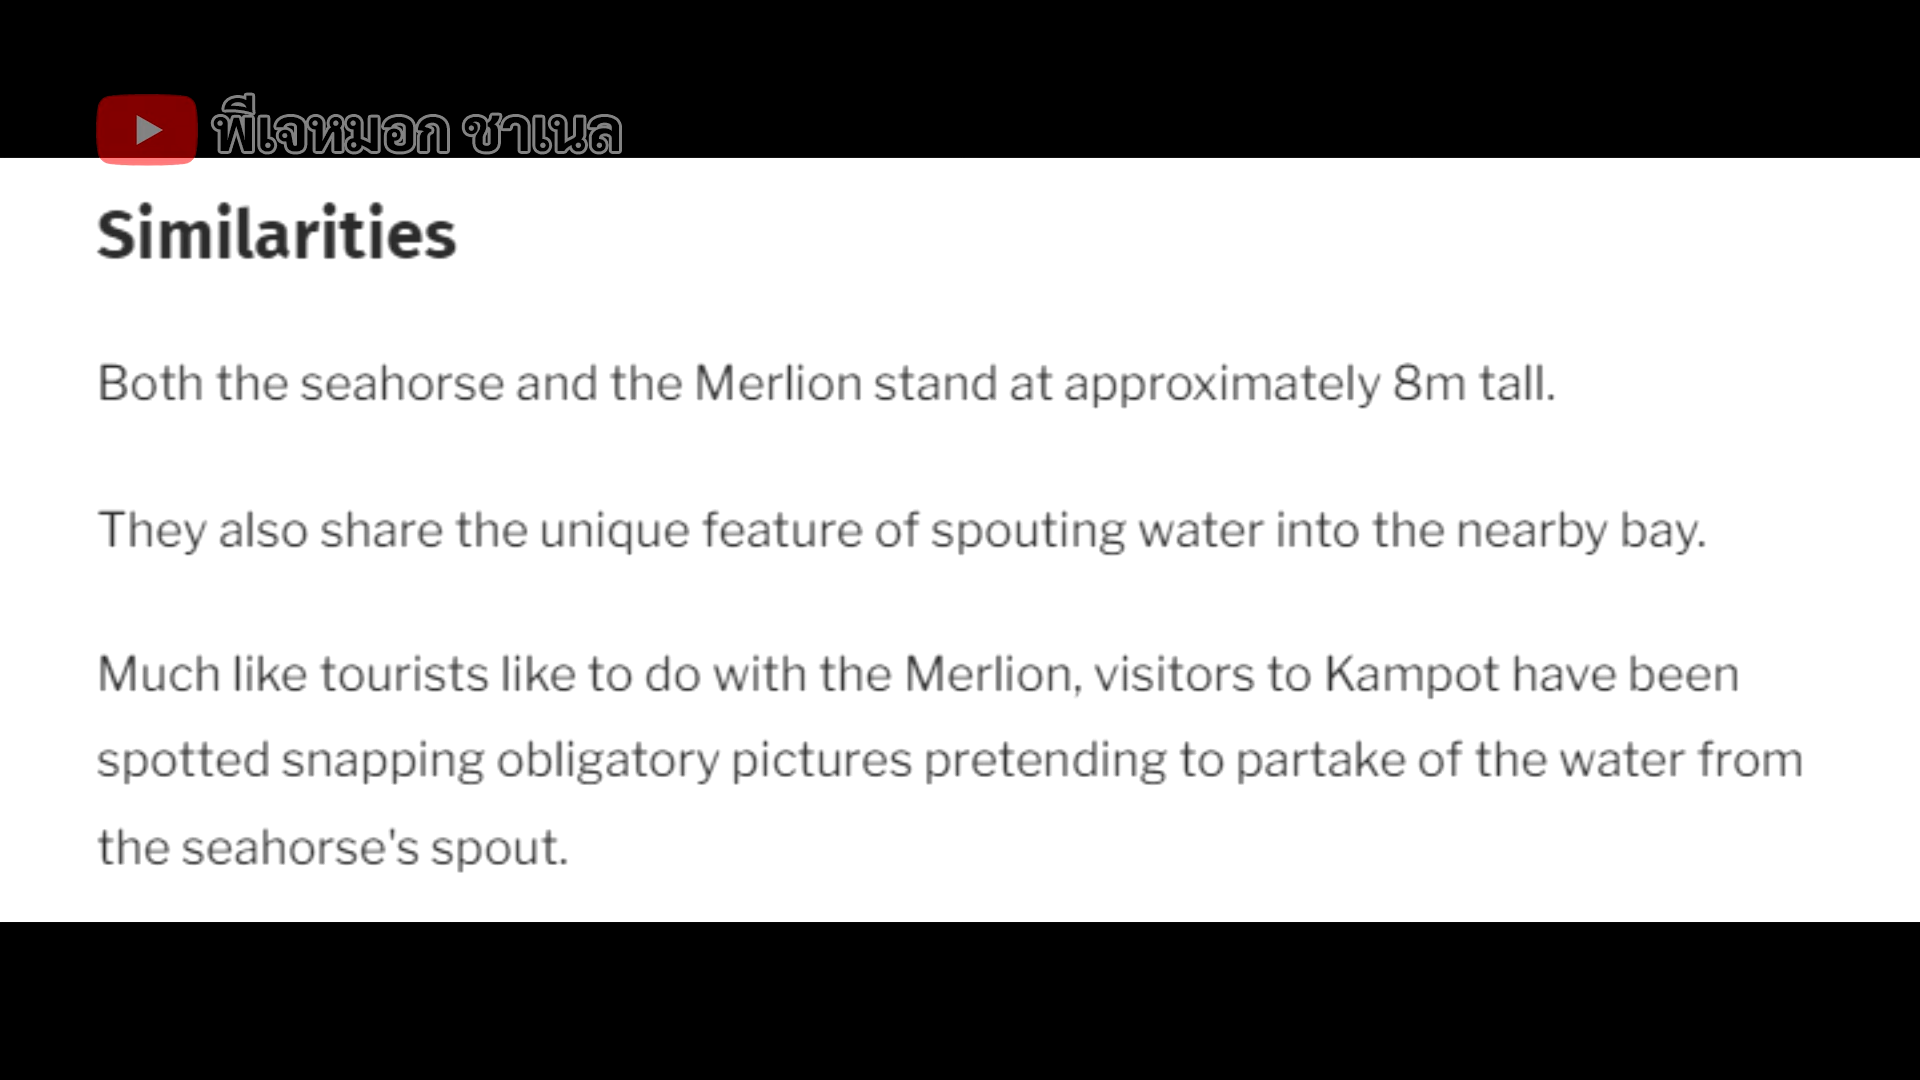 พีเจหมอก ชาเนล
Similarities
Both the seahorse and the Merlion stand at approximately 8m tall.
They also share the unique feature of spouting water into the nearby bay.
Much like tourists like to do with the Merlion, visitors to Kampot have been
spotted snapping obligatory pictures pretending to partake of the water from
the seahorse's spout.